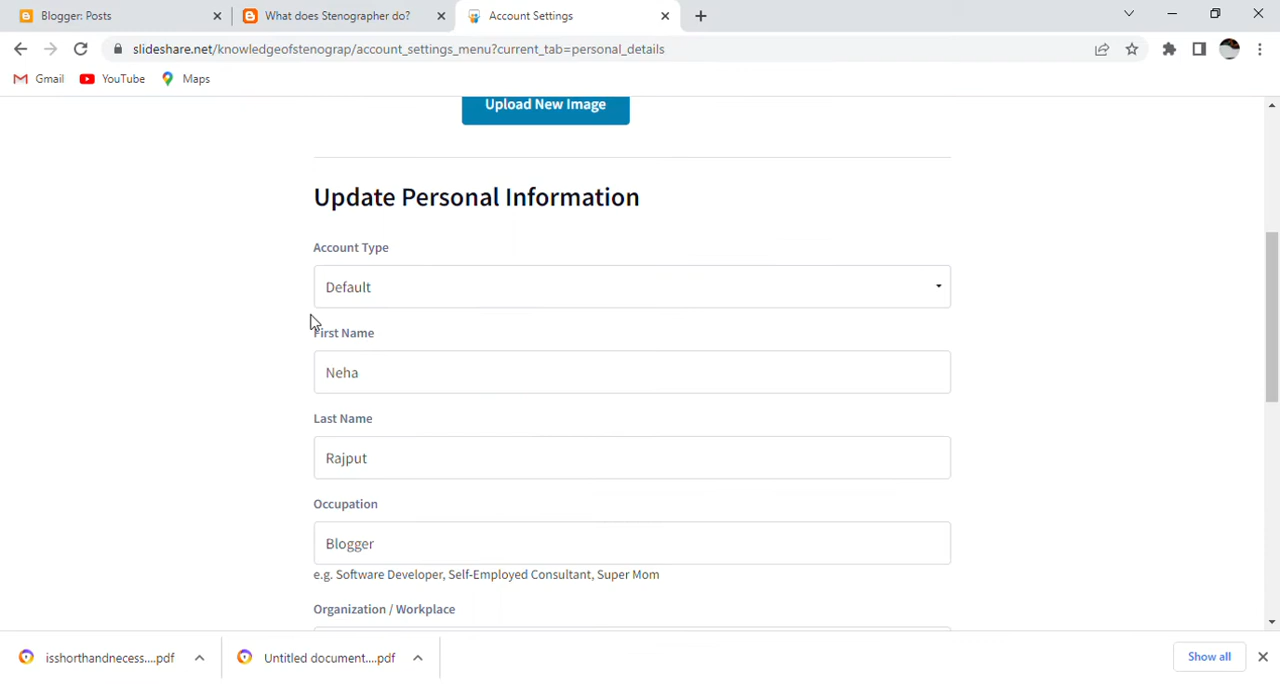 Blogger: Posts
What does Stenographer do?
Account Settings
slideshare.net/knowledgeofstenograp/account_settings_menu?current_tab=personal_details
Gmail YouTube Maps
Upload New Image
Update Personal Information
Account Type
Default
First Name
Neha
Last Name
Rajput
Occupation
Blogger
e.g. Software Developer, Self-Employed Consultant, Super Mom
Organization / Workplace
isshorthandnecess....pdf
Untitled document....pdf
Show all